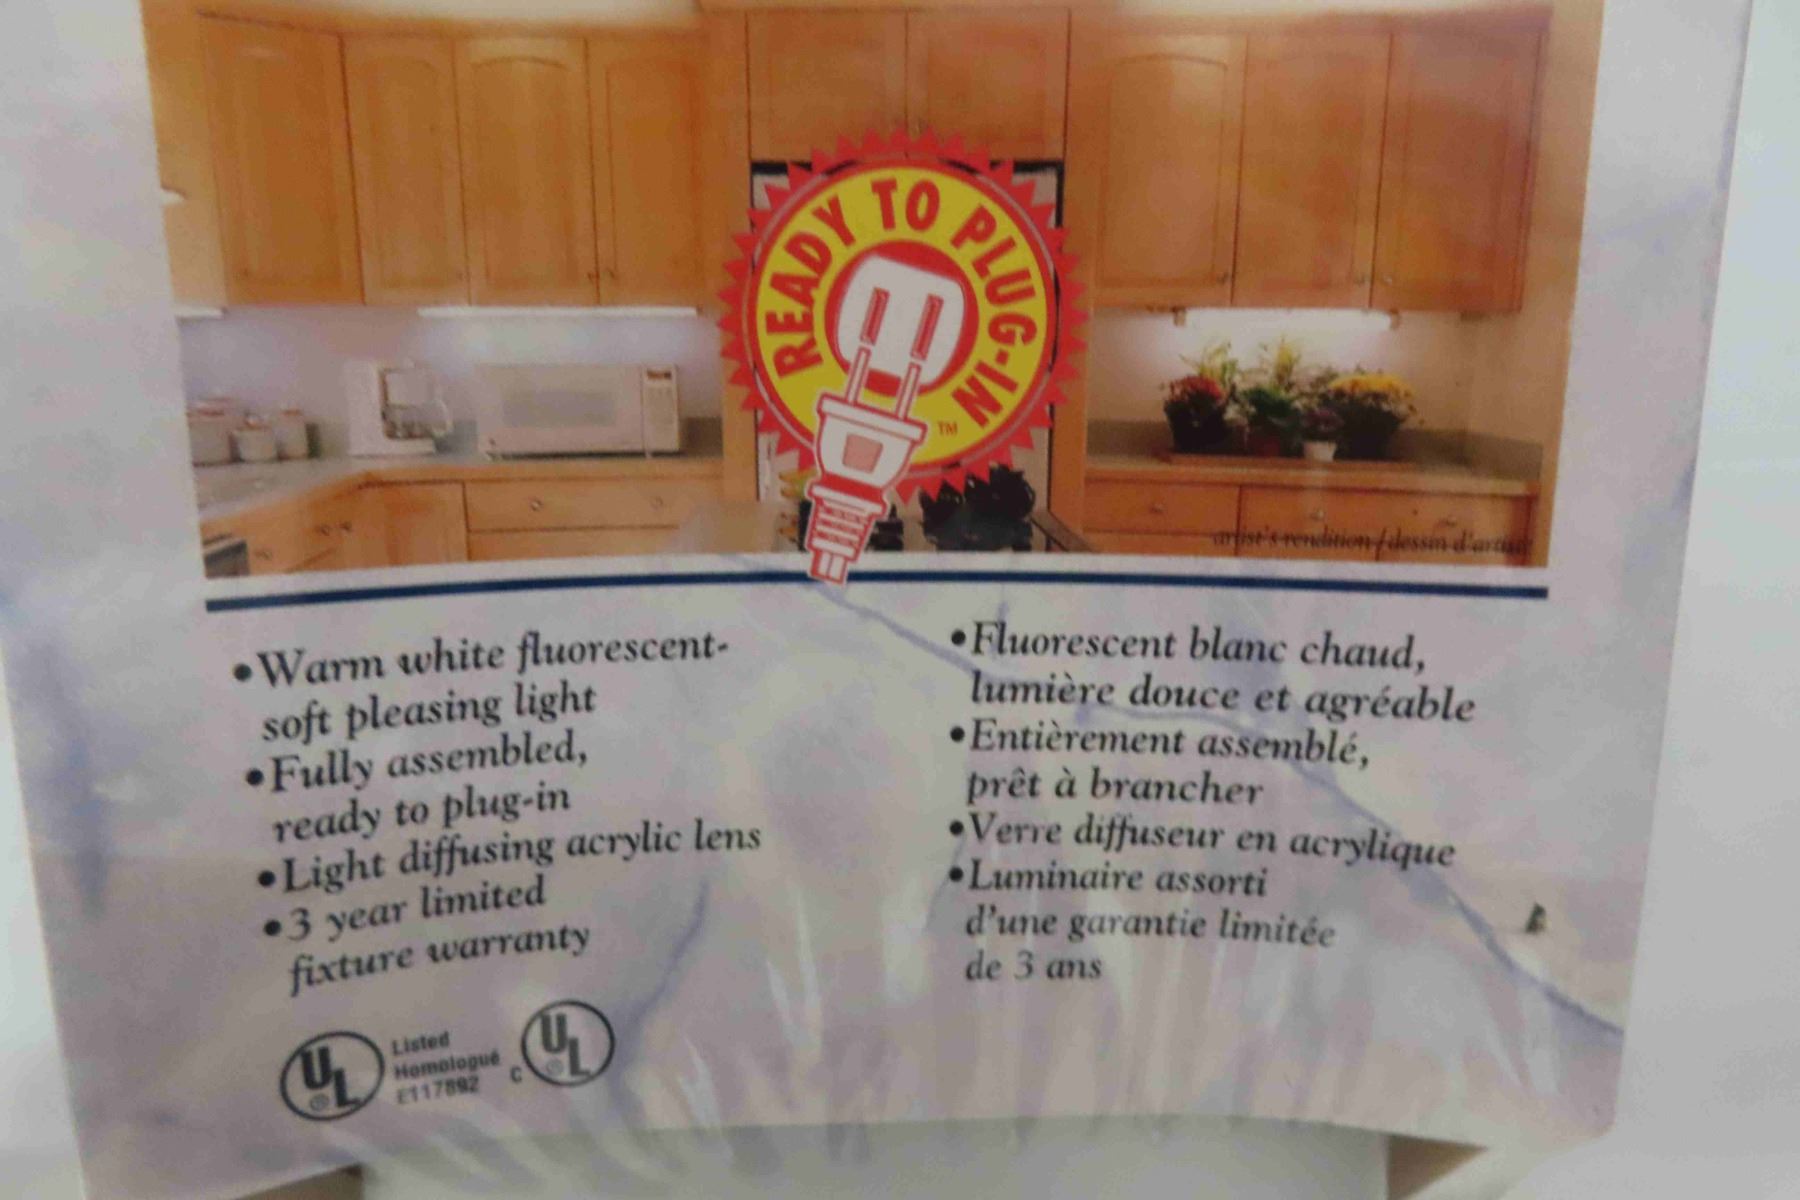 READY TO PLUG-IN
TM
artist's rendition / dessin d'artiste
•Warm white fluorescent-
soft pleasing light
•Fully assembled,
ready to plug-in
•Light diffusing acrylic lens
•3 year limited
fixture warranty
UL
Listed
Homologué
E117892
C UL
•Fluorescent blanc chaud,
lumière douce et agréable
•Entièrement assemblé,
prêt à brancher
•Verre diffuseur en acrylique
•Luminaire assorti
d'une garantie limitée
de 3 ans